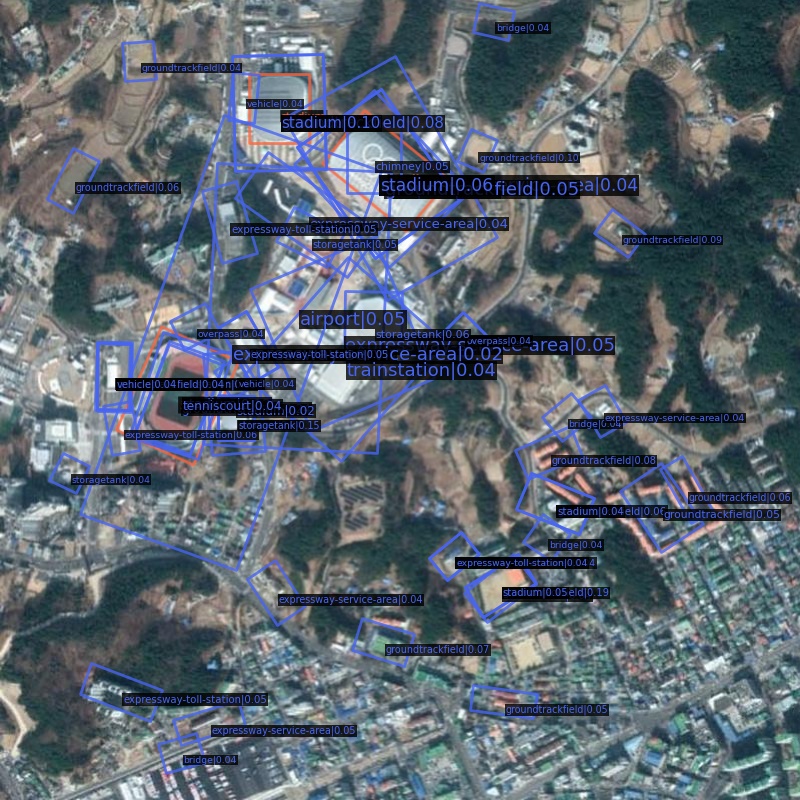 bridge|0.04
groundtrackfield|0.04
vehicle|0.04
stadium|0.10
eld|0.08
groundtrackfield|0.10
chimney|0.05
stadium|0.06
field|0.05
ea|0.04
groundtrackfield|0.06
expressway-service-area|0.04
expressway-toll-station|0.05
storagetank|0.05
groundtrackfield|0.09
airport|0.05
overpass|0.04
storagetank|0.06
overpass|0.04
ce-area|0.05
expressway-toll-station|0.05
ce-area|0.02
trainstation|0.04
vehicle|0.04
field|0.04
vehicle|0.04
tenniscourt|0.04
stadium|0.02
storagetank|0.15
expressway-toll-station|0.06
expressway-service-area|0.04
bridge|0.04
groundtrackfield|0.08
storagetank|0.04
groundtrackfield|0.06
stadium|0.04
eld|0.06
groundtrackfield|0.05
bridge|0.04
expressway-toll-station|0.04
4
stadium|0.05
eld|0.19
expressway-service-area|0.04
groundtrackfield|0.07
expressway-toll-station|0.05
groundtrackfield|0.05
expressway-service-area|0.05
bridge|0.04